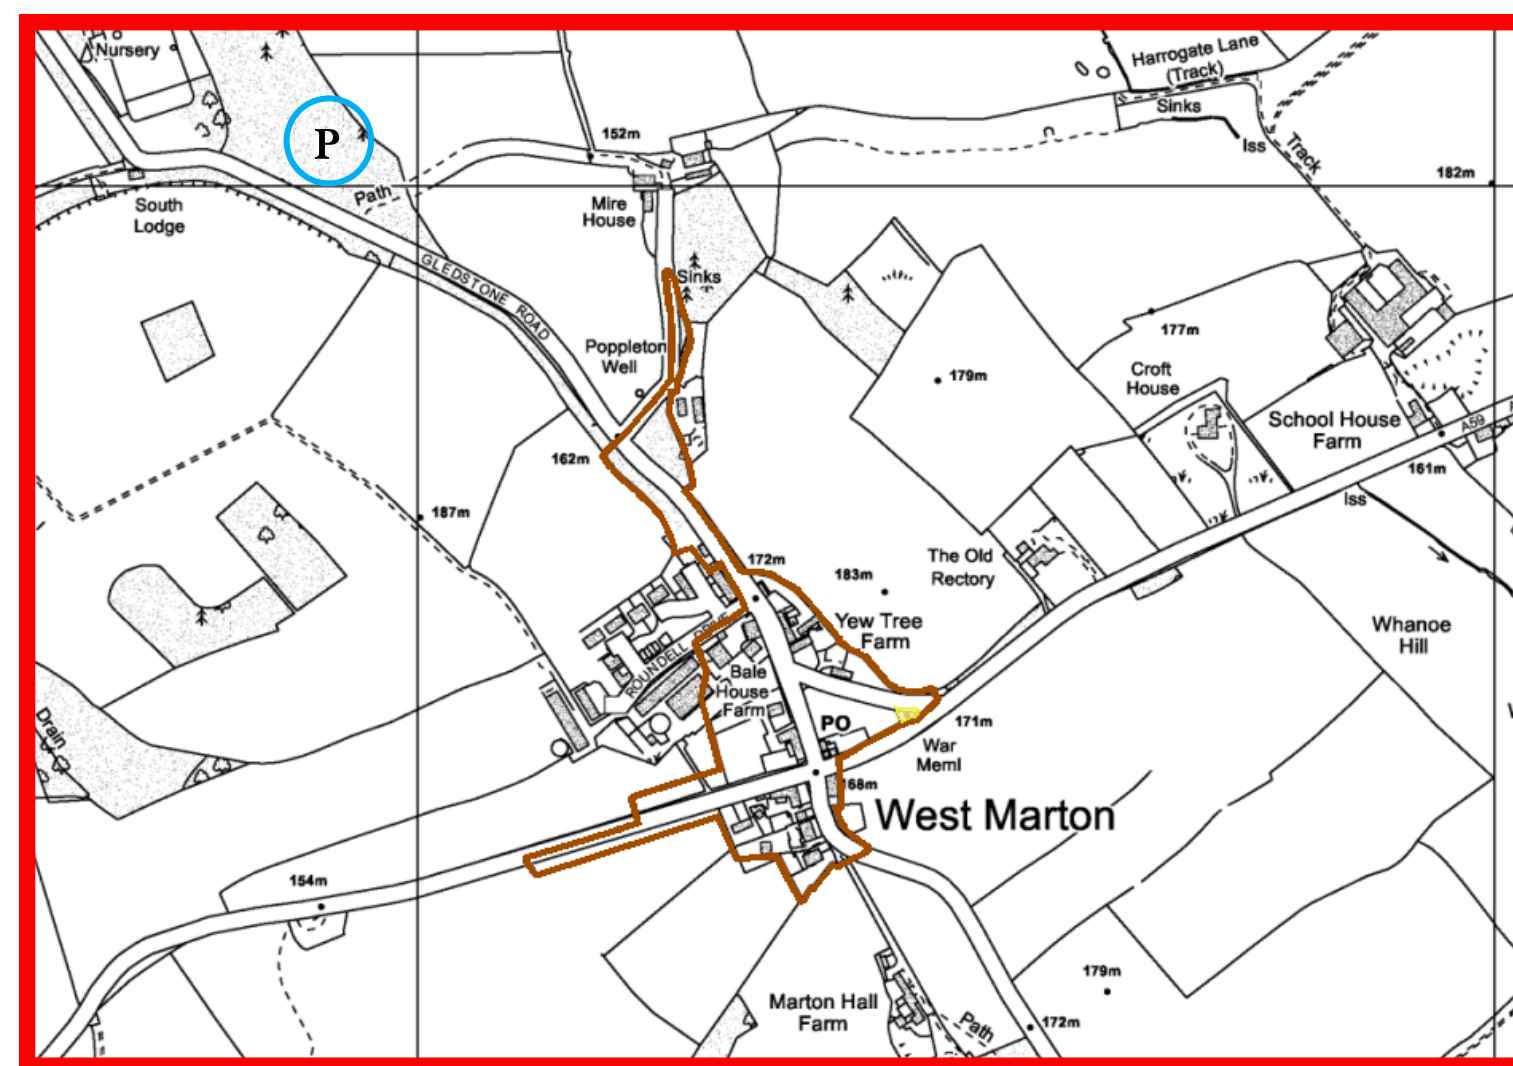 Nursery
Harrogate Lane
(Track)
Sinks
P
152m
Iss
Track
182m
Path
South
Lodge
Mire
House
GLEDSTONE ROAD
Sinks
177m
Poppleton
Well
179m
Croft
House
School House
Farm
A59
162m
161m
Iss
187m
172m
The Old
Rectory
183m
Yew Tree
Farm
Whanoe
Hill
ROUNDELL DRIVE
Bale
House
Farm
L
Drain
PO
171m
War
Meml
168m
West Marton
154m
179m
Marton Hall
Farm
Path
172m